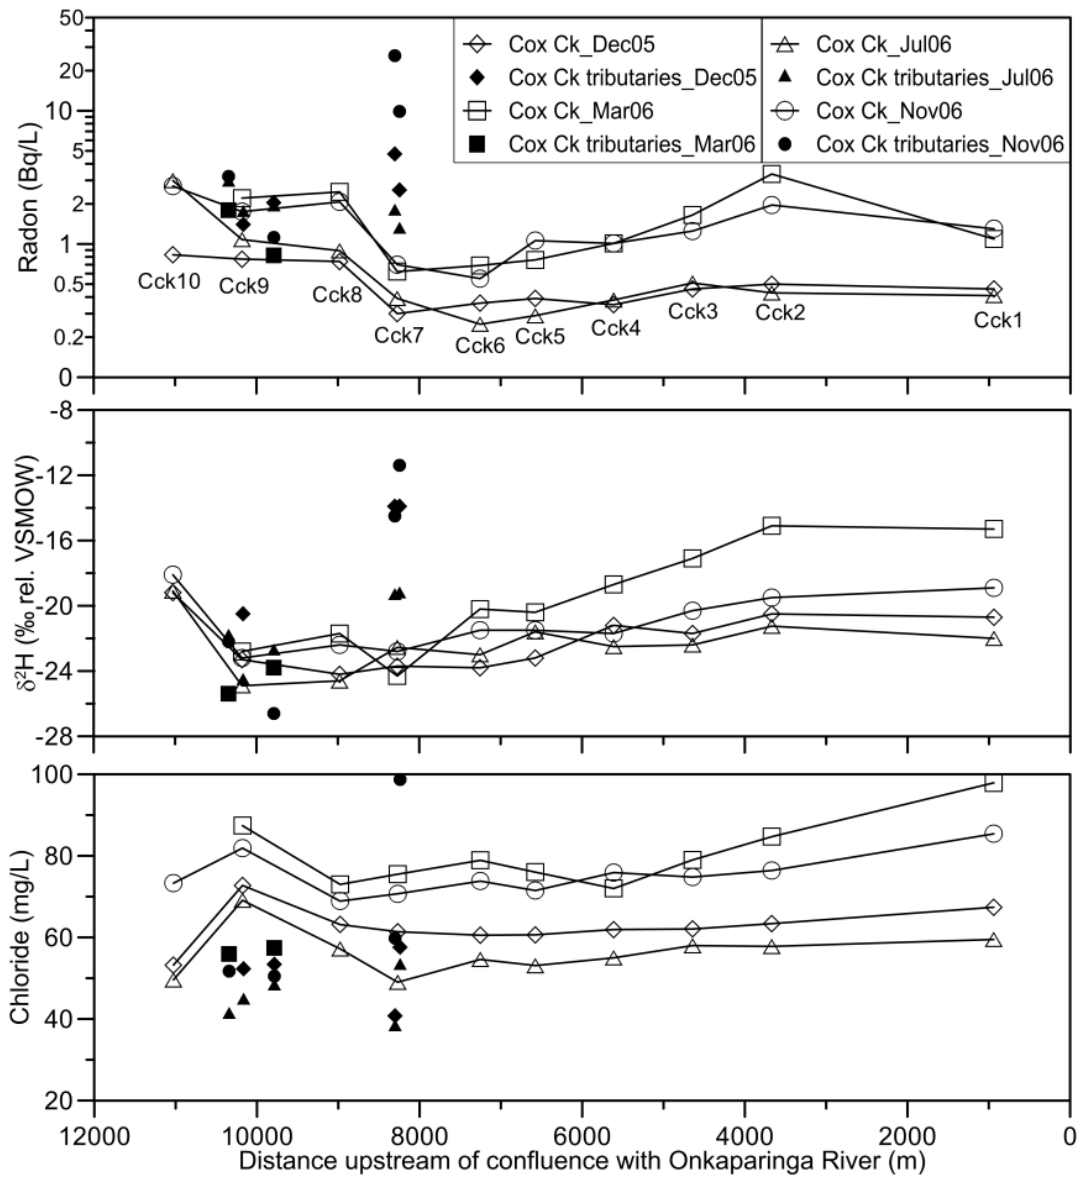 50
20
10
5
2
1
0.5
0.2
0
Radon (Bq/L)
Cox Ck_Dec05
Cox Ck tributaries_Dec05
Cox Ck_Mar06
Cox Ck tributaries_Mar06
Cox Ck_Jul06
Cox Ck tributaries_Jul06
Cox Ck_Nov06
Cox Ck tributaries_Nov06
Cck10
Cck9
Cck8
Cck7
Cck6
Cck5
Cck4
Cck3
Cck2
Cck1
-8
-12
-16
-20
-24
-28
δ²H (‰ rel. VSMOW)
100
80
60
40
20
Chloride (mg/L)
12000 10000 8000 6000 4000 2000 0
Distance upstream of confluence with Onkaparinga River (m)